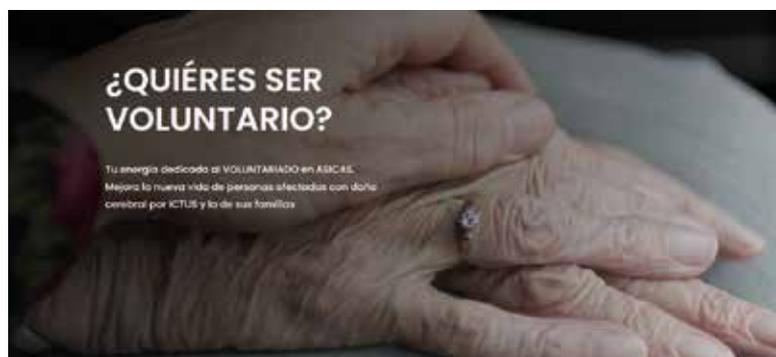 ¿QUIÉRES SER
VOLUNTARIO?
Tu energía dedicada al VOLUNTARIADO en ASICAS.
Mejora la nueva vida de personas afectadas con daño
cerebral por ICTUS y la de sus familias